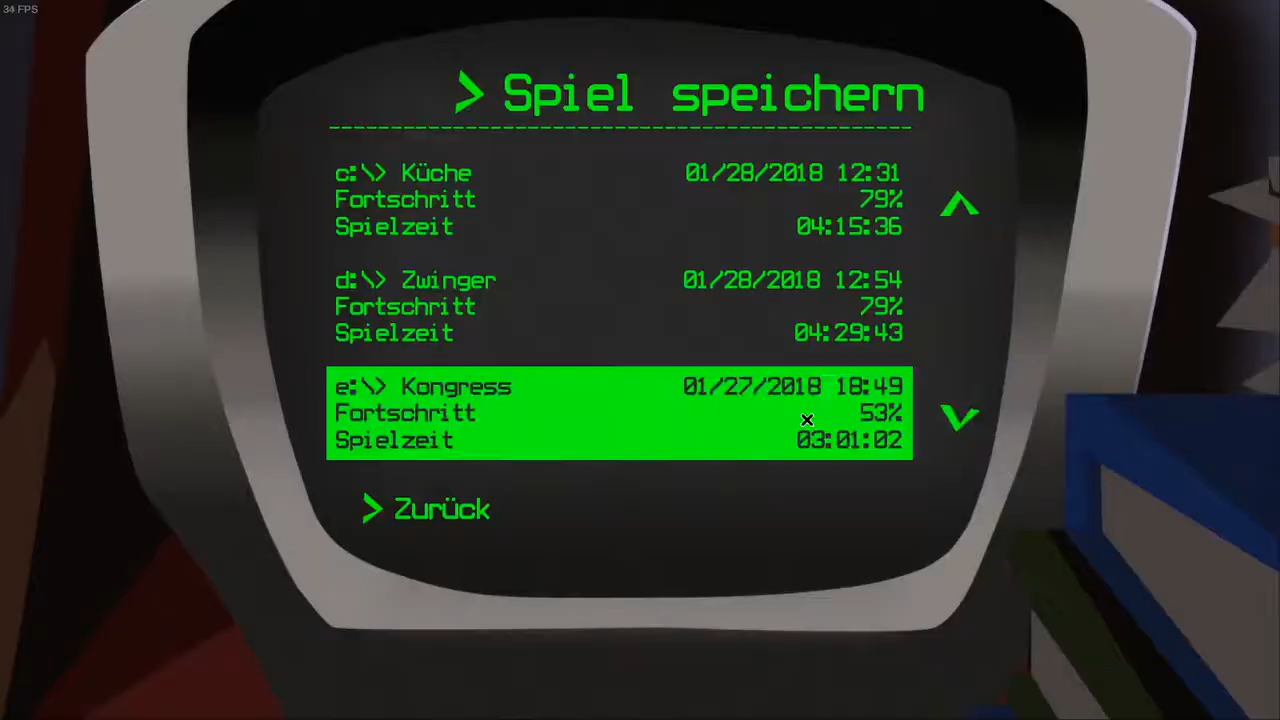 34 FPS
> Spiel speichern
c:\> Küche 01/28/2018 12:31
Fortschritt 79%
Spielzeit 04:15:36
d:\> Zwinger 01/28/2018 12:54
Fortschritt 79%
Spielzeit 04:29:43
e:\> Kongress 01/27/2018 18:49
Fortschritt 53%
Spielzeit 03:01:02
> Zurück